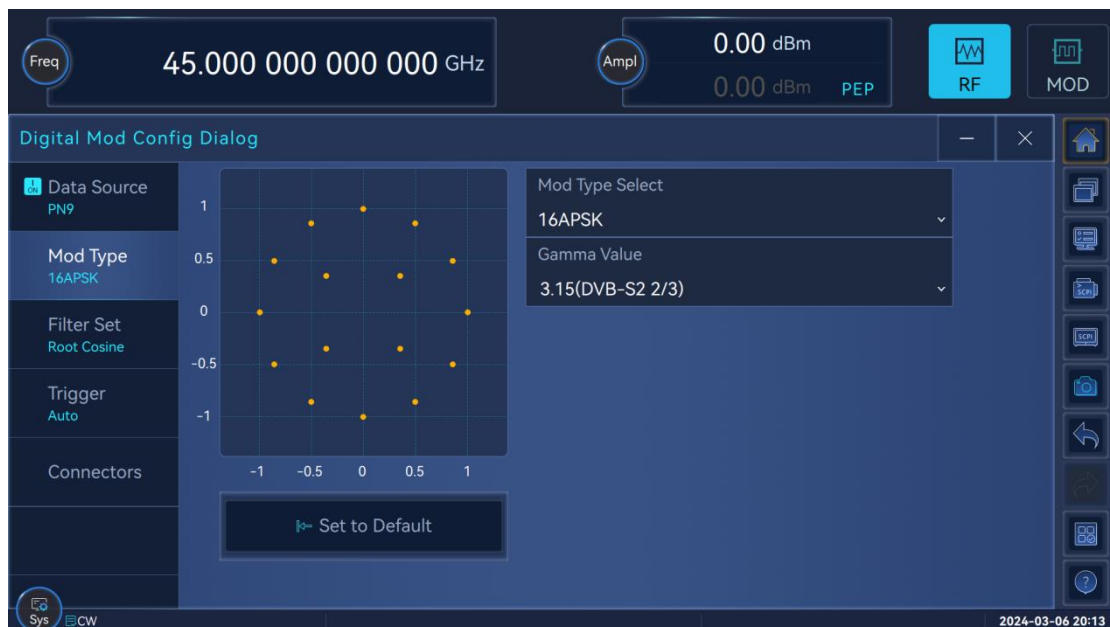 Freq
45.000 000 000 000 GHz
Ampl
0.00 dBm
0.00 dBm PEP
RF
MOD
Digital Mod Config Dialog
ON
Data Source
PN9
Mod Type
16APSK
Filter Set
Root Cosine
Trigger
Auto
Connectors
1
0.5
0
-0.5
-1
-1 -0.5 0 0.5 1
Set to Default
Mod Type Select
16APSK
Gamma Value
3.15(DVB-S2 2/3)
SCPI
SCPI
?
Sys
CW
2024-03-06 20:13